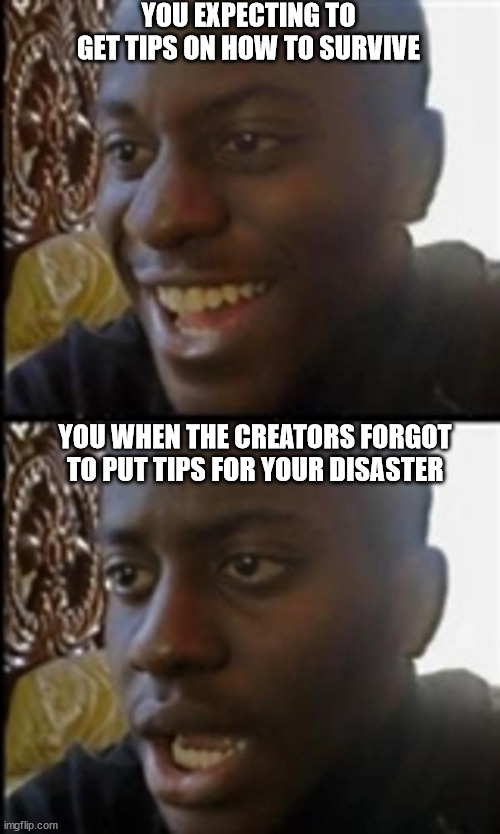 YOU EXPECTING TO
GET TIPS ON HOW TO SURVIVE
YOU WHEN THE CREATORS FORGOT
TO PUT TIPS FOR YOUR DISASTER
imgflip.com